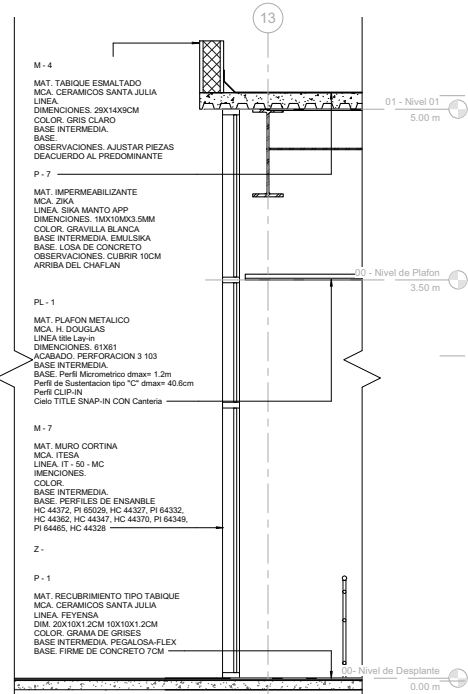 13
M - 4
MAT. TABIQUE ESMALTADO
MCA. CERAMICOS SANTA JULIA
LINEA.
DIMENCIONES. 29X14X9CM
COLOR. GRIS CLARO
BASE INTERMEDIA.
BASE.
OBSERVACIONES. AJUSTAR PIEZAS
DEACUERDO AL PREDOMINANTE
P - 7
MAT. IMPERMEABILIZANTE
MCA. ZIKA
LINEA. SIKA MANTO APP
DIMENCIONES. 1MX10MX3.5MM
COLOR. GRAVILLA BLANCA
BASE INTERMEDIA. EMULSIKA
BASE. LOSA DE CONCRETO
OBSERVACIONES. CUBRIR 10CM
ARRIBA DEL CHAFLAN
PL - 1
MAT. PLAFON METALICO
MCA. H. DOUGLAS
LINEA title Lay-in
DIMENCIONES. 61X61
ACABADO. PERFORACION 3 103
BASE INTERMEDIA.
BASE. Perfil Micrometrico dmax= 1.2m
Perfil de Sustentacion tipo "C" dmax= 40.6cm
Perfil CLIP-IN
Cielo TITLE SNAP-IN CON Canteria
M - 7
MAT. MURO CORTINA
MCA. ITESA
LINEA. IT - 50 - MC
IMENCIONES.
COLOR.
BASE INTERMEDIA.
BASE. PERFILES DE ENSANBLE
HC 44372, PI 65029, HC 44327, PI 64332,
HC 44362, HC 44347, HC 44370, PI 64349,
PI 64465, HC 44328
Z -
P - 1
MAT. RECUBRIMIENTO TIPO TABIQUE
MCA. CERAMICOS SANTA JULIA
LINEA. FEYENSA
DIM. 20X10X1.2CM 10X10X1.2CM
COLOR. GRAMA DE GRISES
BASE INTERMEDIA. PEGALOSA-FLEX
BASE. FIRME DE CONCRETO 7CM
01 - Nivel 01
5.00 m
00 - Nivel de Plafon
3.50 m
00- Nivel de Desplante
0.00 m